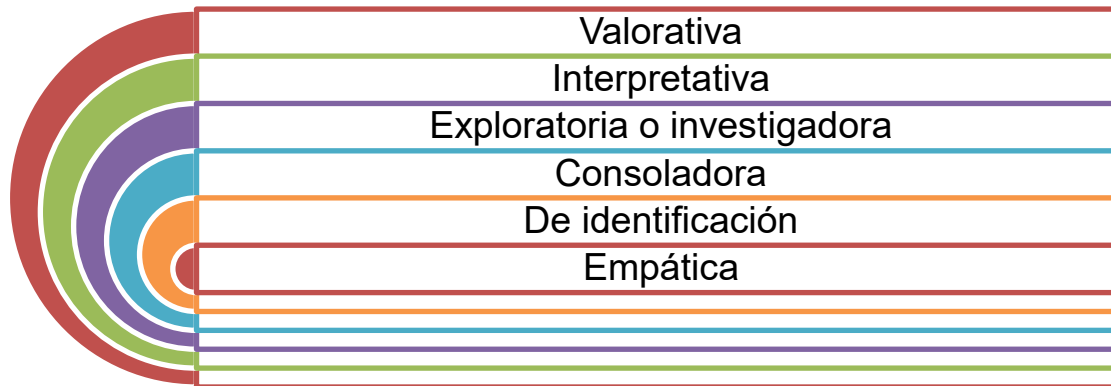 Valorativa
Interpretativa
Exploratoria o investigadora
Consoladora
De identificación
Empática